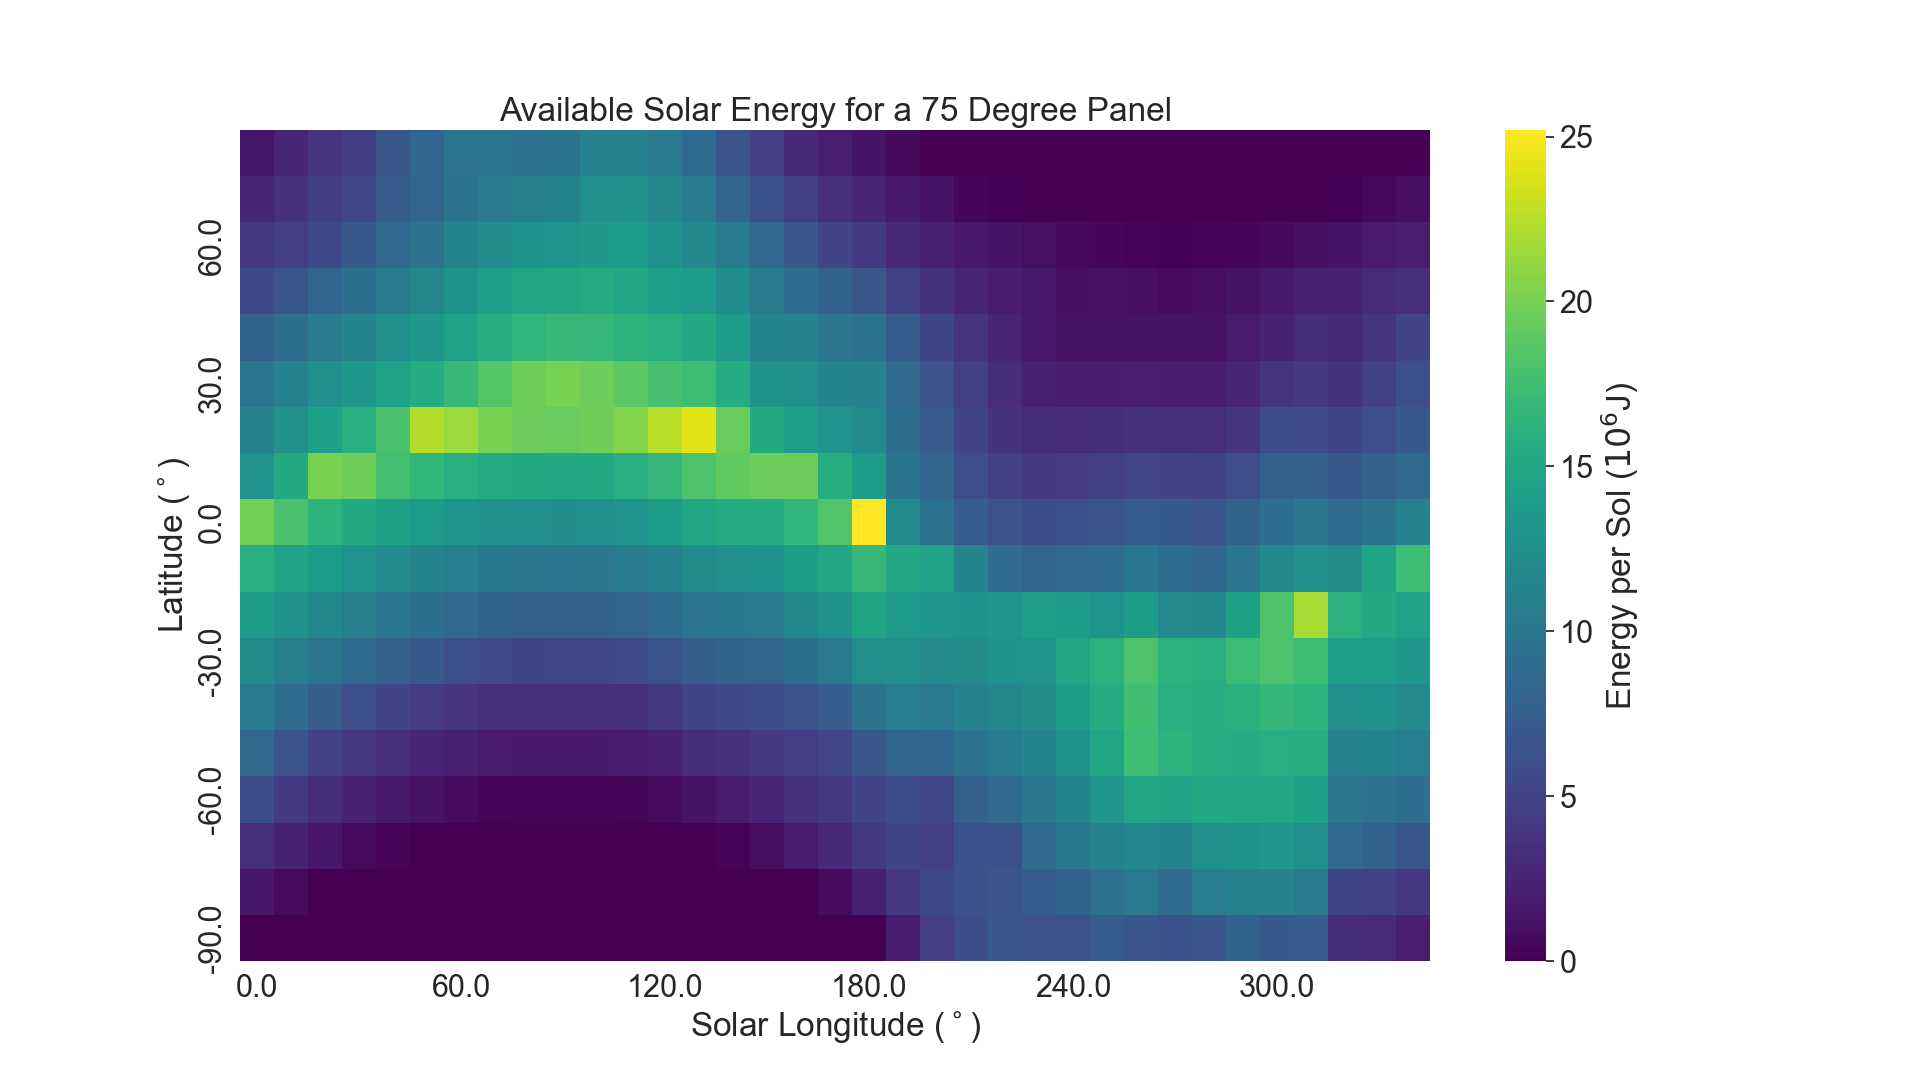 Available Solar Energy for a 75 Degree Panel
Latitude (°)
60.0
30.0
0.0
-30.0
-60.0
-90.0
0.0 60.0 120.0 180.0 240.0 300.0
Solar Longitude (°)
25
20
15
10
5
0
Energy per Sol (10⁶J)